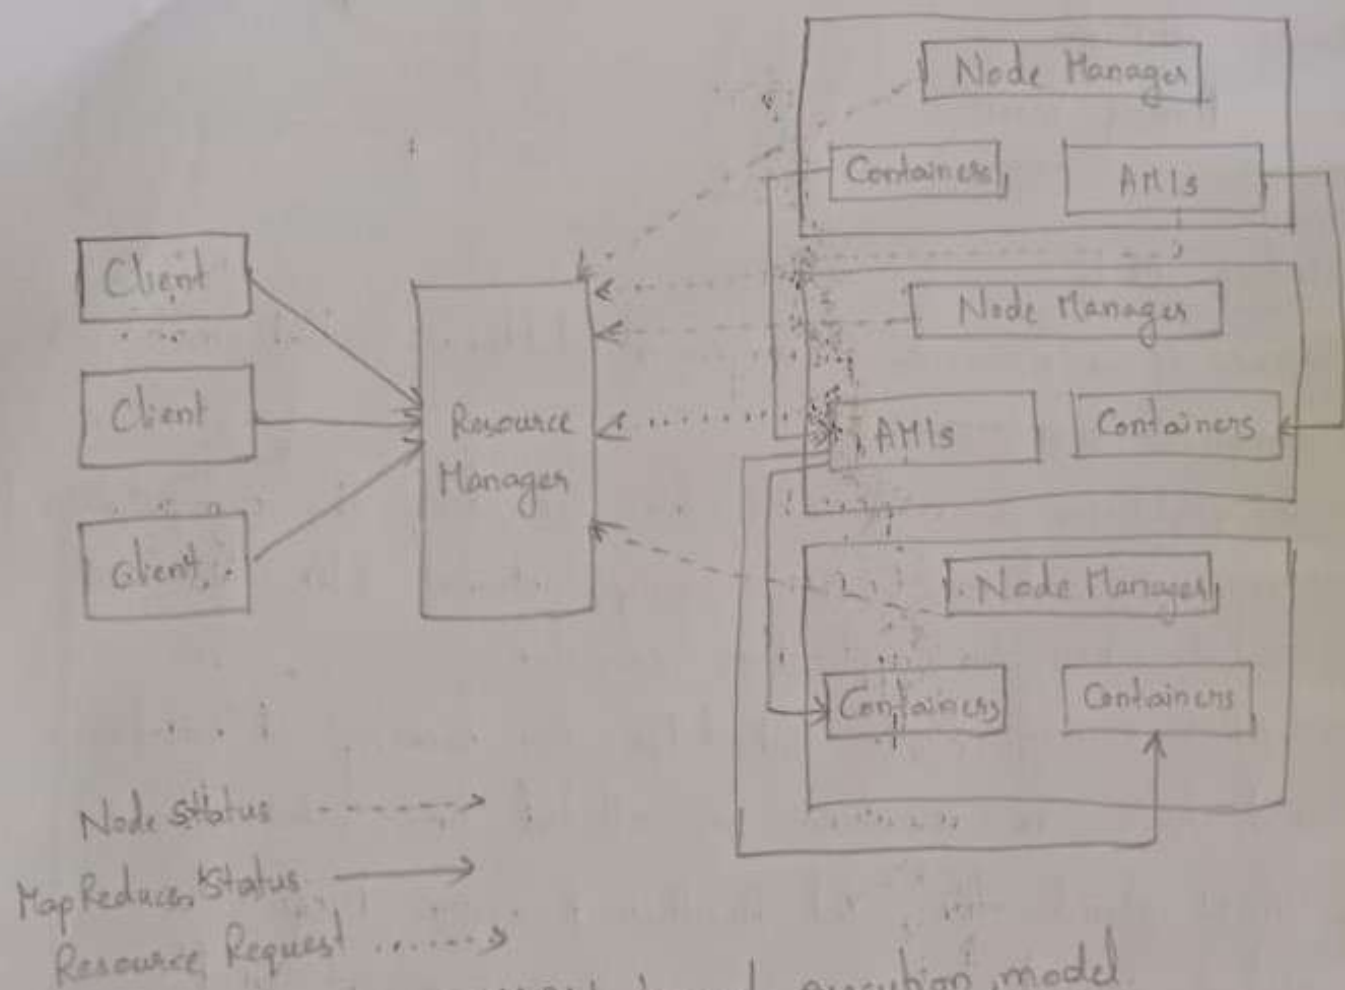 Node Manager
Containers
AMIs
Client
Node Manager
Client
Resource
Manager
AMIs
Containers
Client
Node Manager
Containers
Containers
Node Status
MapReduces Status
Resource Request
execution model